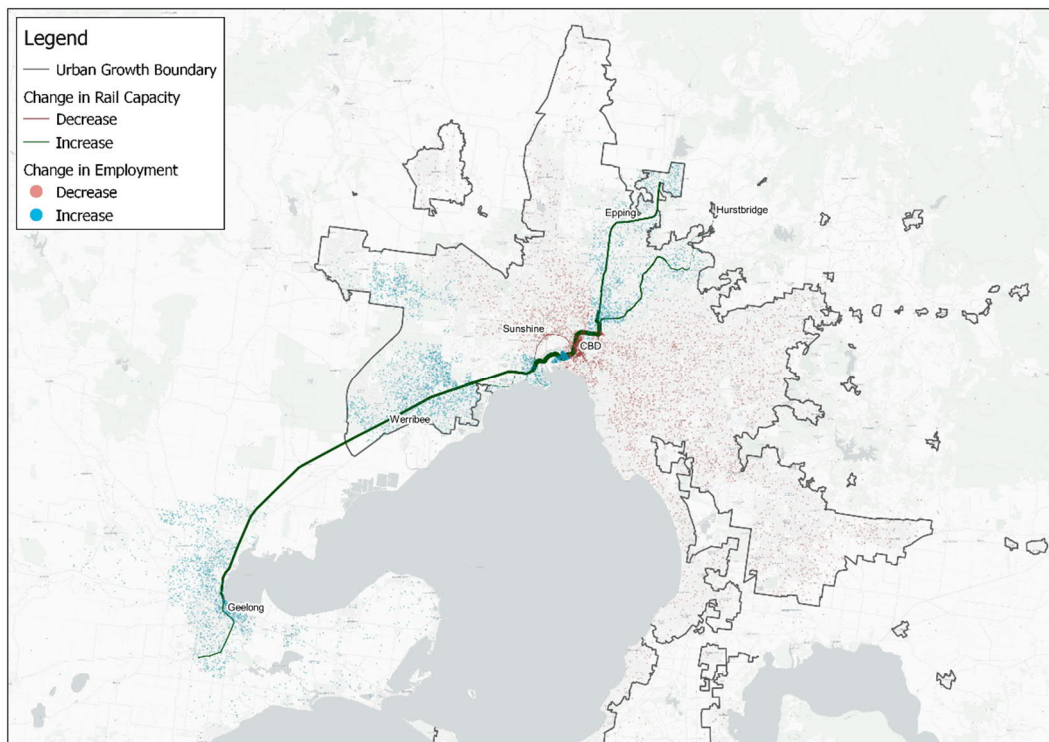 Legend
Urban Growth Boundary
Change in Rail Capacity
Decrease
Increase
Change in Employment
Decrease
Increase
Epping
Hurstbridge
Sunshine
CBD
Werribee
Geelong